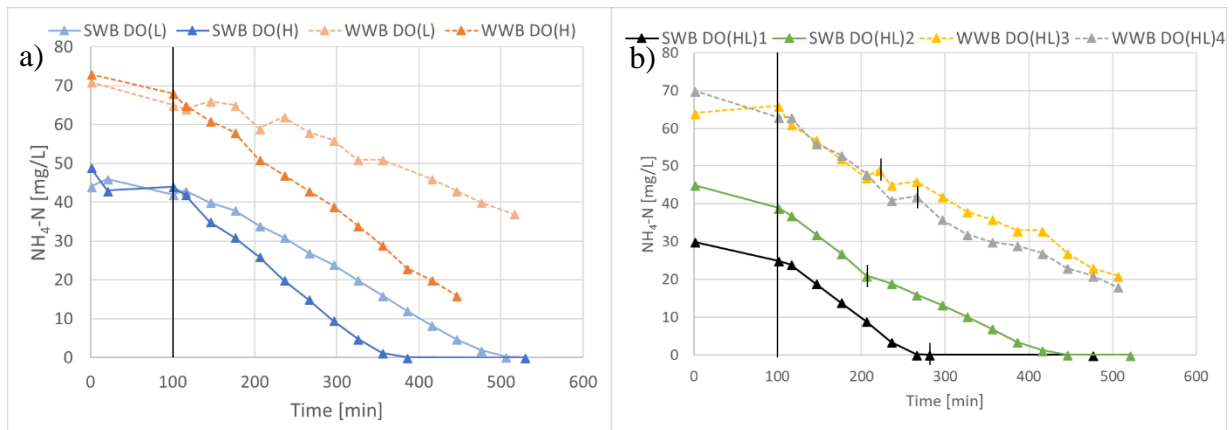 SWB DO(L) SWB DO(H) WWB DO(L) WWB DO(H)
a)
80
70
60
50
40
30
20
10
0
NH₄-N [mg/L]
0 100 200 300 400 500 600
Time [min]
SWB DO(HL)1 SWB DO(HL)2 WWB DO(HL)3 WWB DO(HL)4
b)
80
70
60
50
40
30
20
10
0
NH₄-N [mg/L]
0 100 200 300 400 500 600
Time [min]